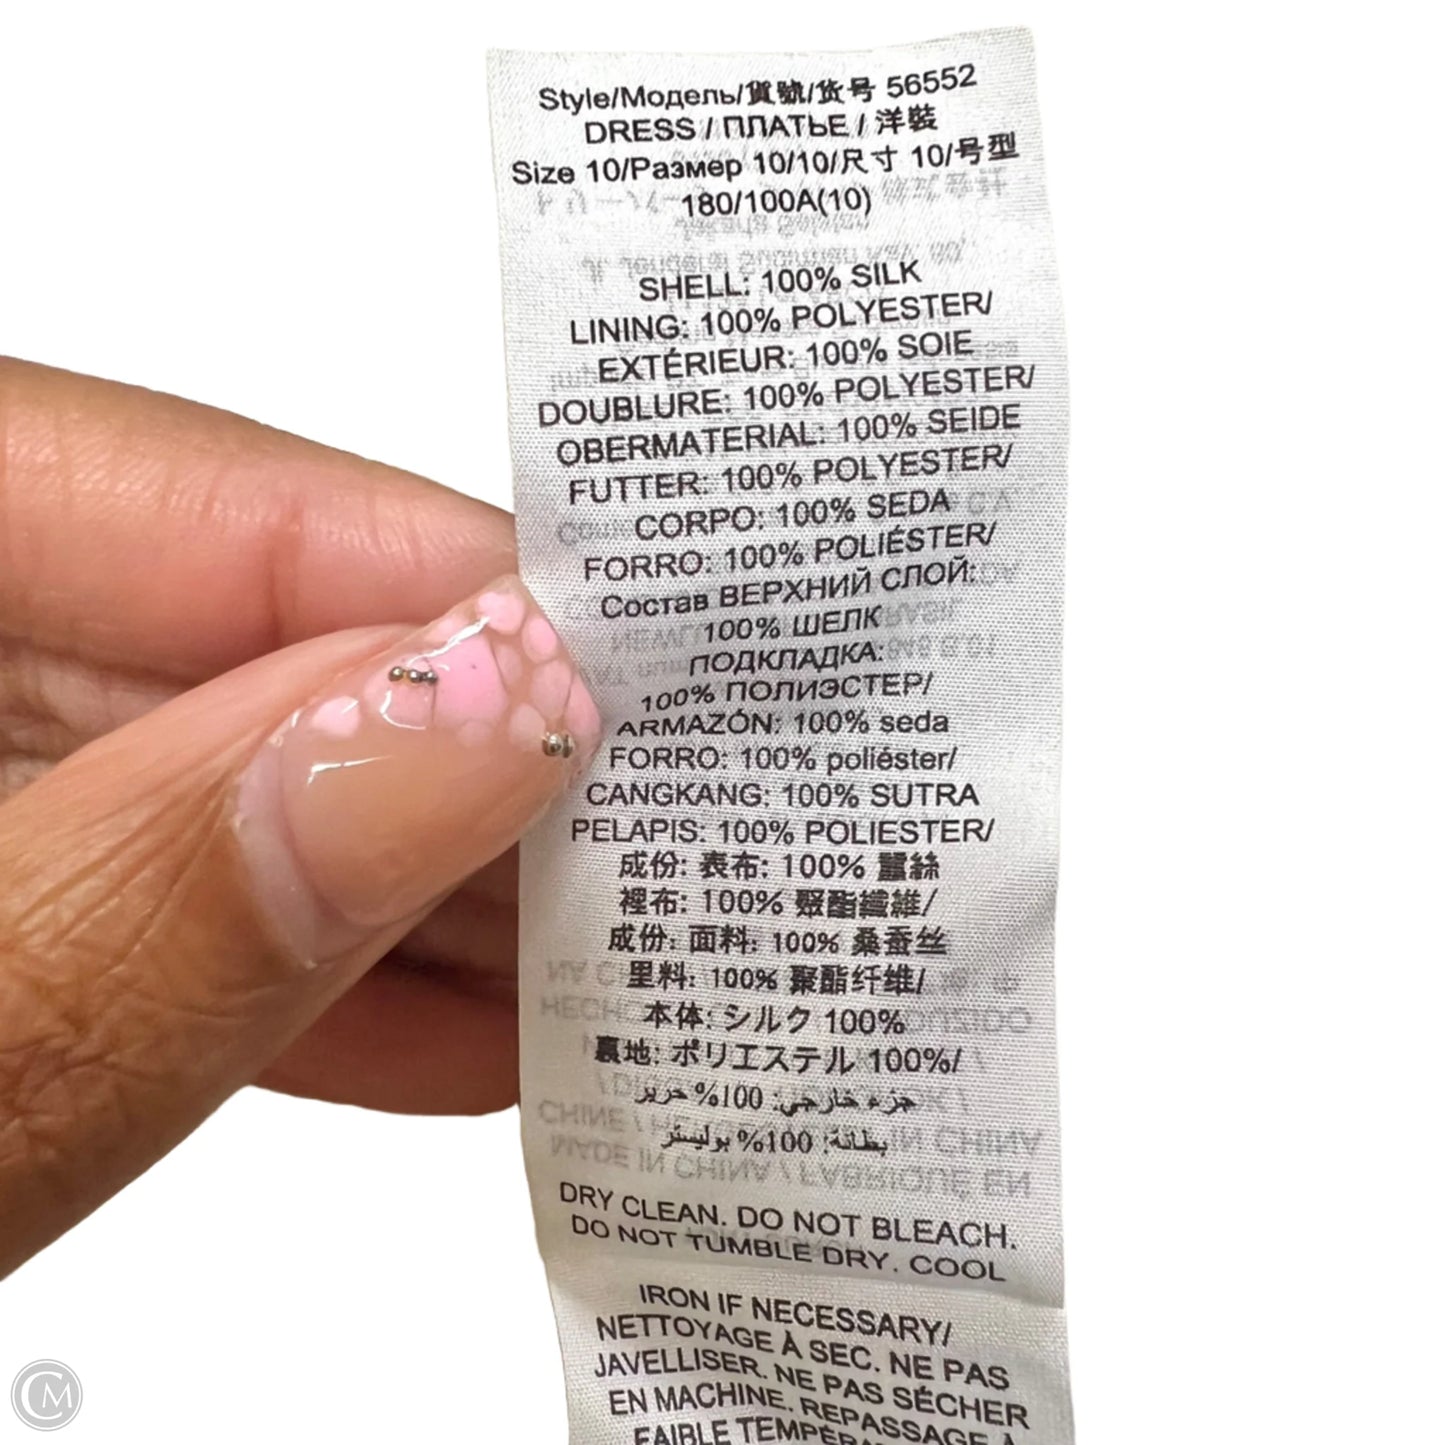 Style/Модель/貨號/货号 56552
DRESS / ПЛАТЬЕ / 洋裝
Size 10/Размер 10/10/尺寸 10/号型
180/100A(10)
SHELL: 100% SILK
LINING: 100% POLYESTER/
EXTÉRIEUR: 100% SOIE
DOUBLURE: 100% POLYESTER/
OBERMATERIAL: 100% SEIDE
FUTTER: 100% POLYESTER/
CORPO: 100% SEDA
FORRO: 100% POLIÉSTER/
Состав ВЕРХНИЙ СЛОЙ:
100% ШЕЛК
ПОДКЛАДКА:
100% ПОЛИЭСТЕР/
ARMAZÓN: 100% seda
FORRO: 100% poliéster/
CANGKANG: 100% SUTRA
PELAPIS: 100% POLIESTER/
成份: 表布: 100% 蠶絲
裡布: 100% 聚酯纖維/
成份: 面料: 100% 桑蚕丝
里料: 100% 聚酯纤维/
本体: シルク 100%
裏地: ポリエステル 100%/
جزء خارجي: 100% حرير
بطانة: 100% بوليستر
DRY CLEAN. DO NOT BLEACH.
DO NOT TUMBLE DRY. COOL
IRON IF NECESSARY/
NETTOYAGE À SEC. NE PAS
JAVELLISER. NE PAS SÉCHER
EN MACHINE. REPASSAGE À
FAIBLE
CM